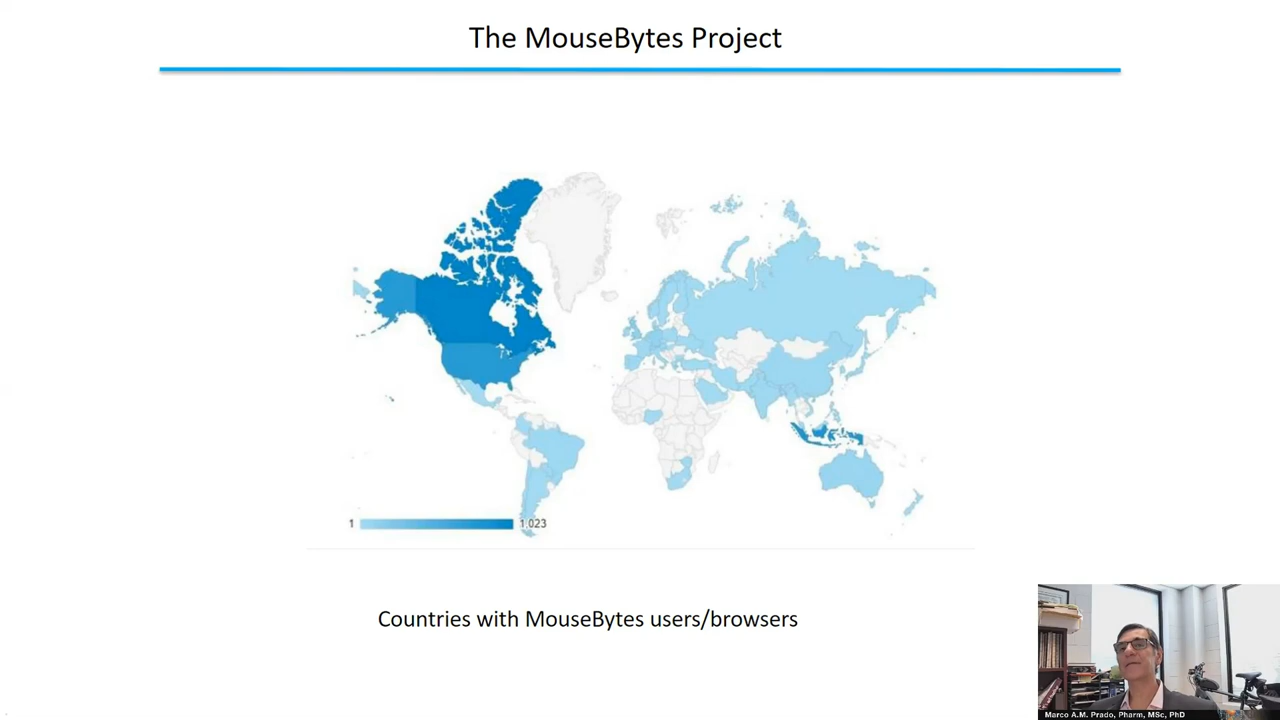 The MouseBytes Project
1
1,023
Countries with MouseBytes users/browsers
Marco A.M. Prado, Pharm, MSc, PhD